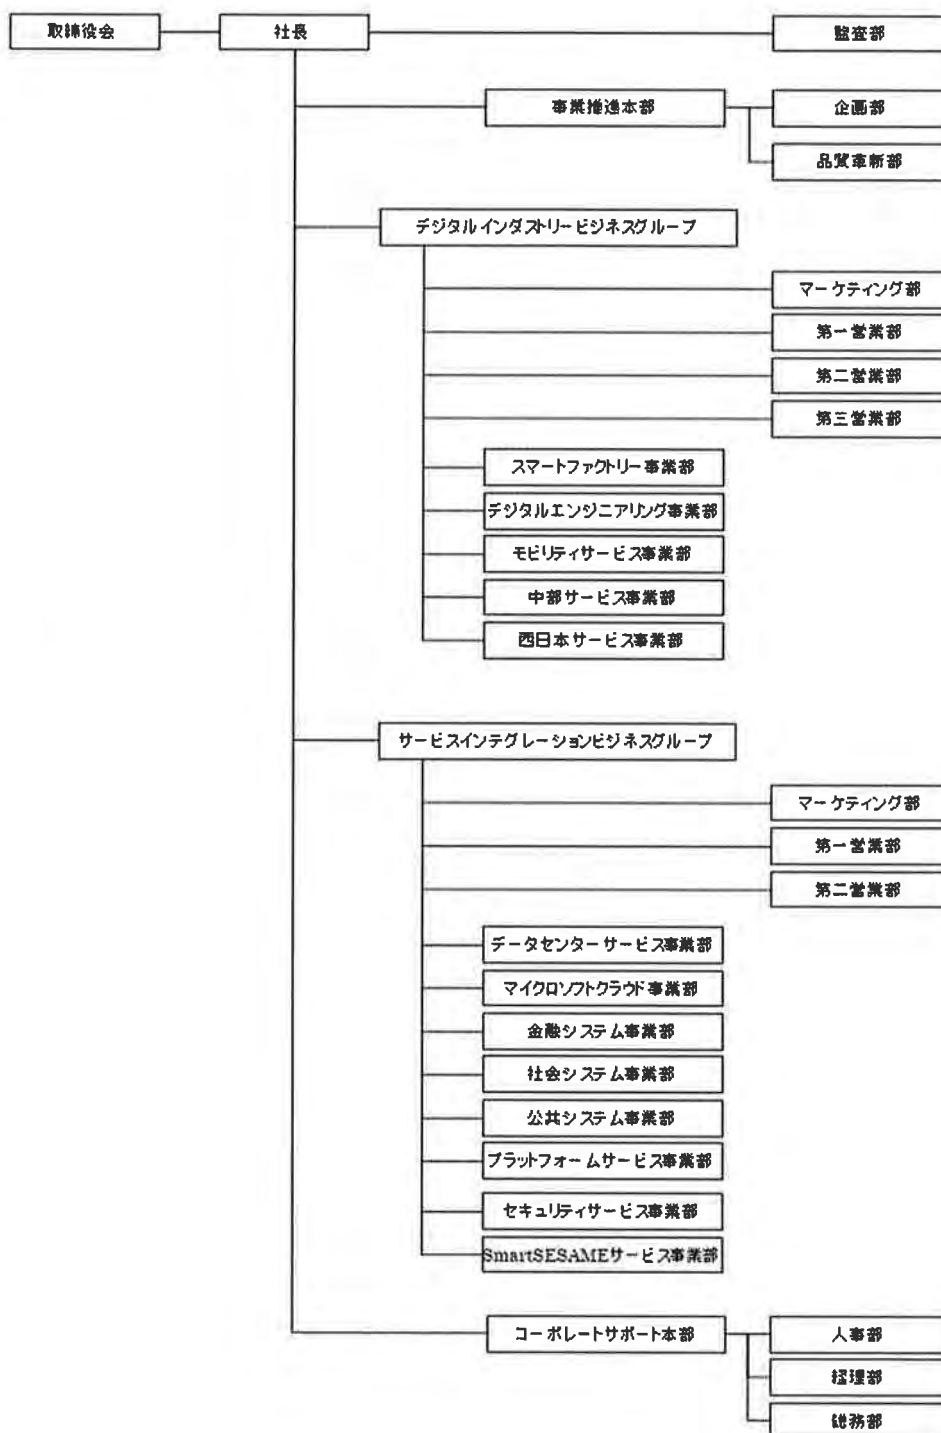 取締役会
社長
監査部
事業推進本部
企画部
品質革新部
デジタルインダストリービジネスグループ
マーケティング部
第一営業部
第二営業部
第三営業部
スマートファクトリー事業部
デジタルエンジニアリング事業部
モビリティサービス事業部
中部サービス事業部
西日本サービス事業部
サービスインテグレーションビジネスグループ
マーケティング部
第一営業部
第二営業部
データセンターサービス事業部
マイクロソフトクラウド事業部
金融システム事業部
社会システム事業部
公共システム事業部
プラットフォームサービス事業部
セキュリティサービス事業部
SmartSESAMEサービス事業部
コーポレートサポート本部
人事部
経理部
総務部